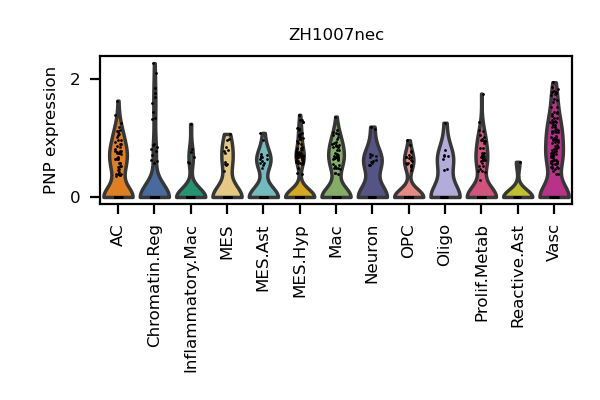 ZH1007nec
PNP expression
2
0
AC
Chromatin.Reg
Inflammatory.Mac
MES
MES.Ast
MES.Hyp
Mac
Neuron
OPC
Oligo
Prolif.Metab
Reactive.Ast
Vasc